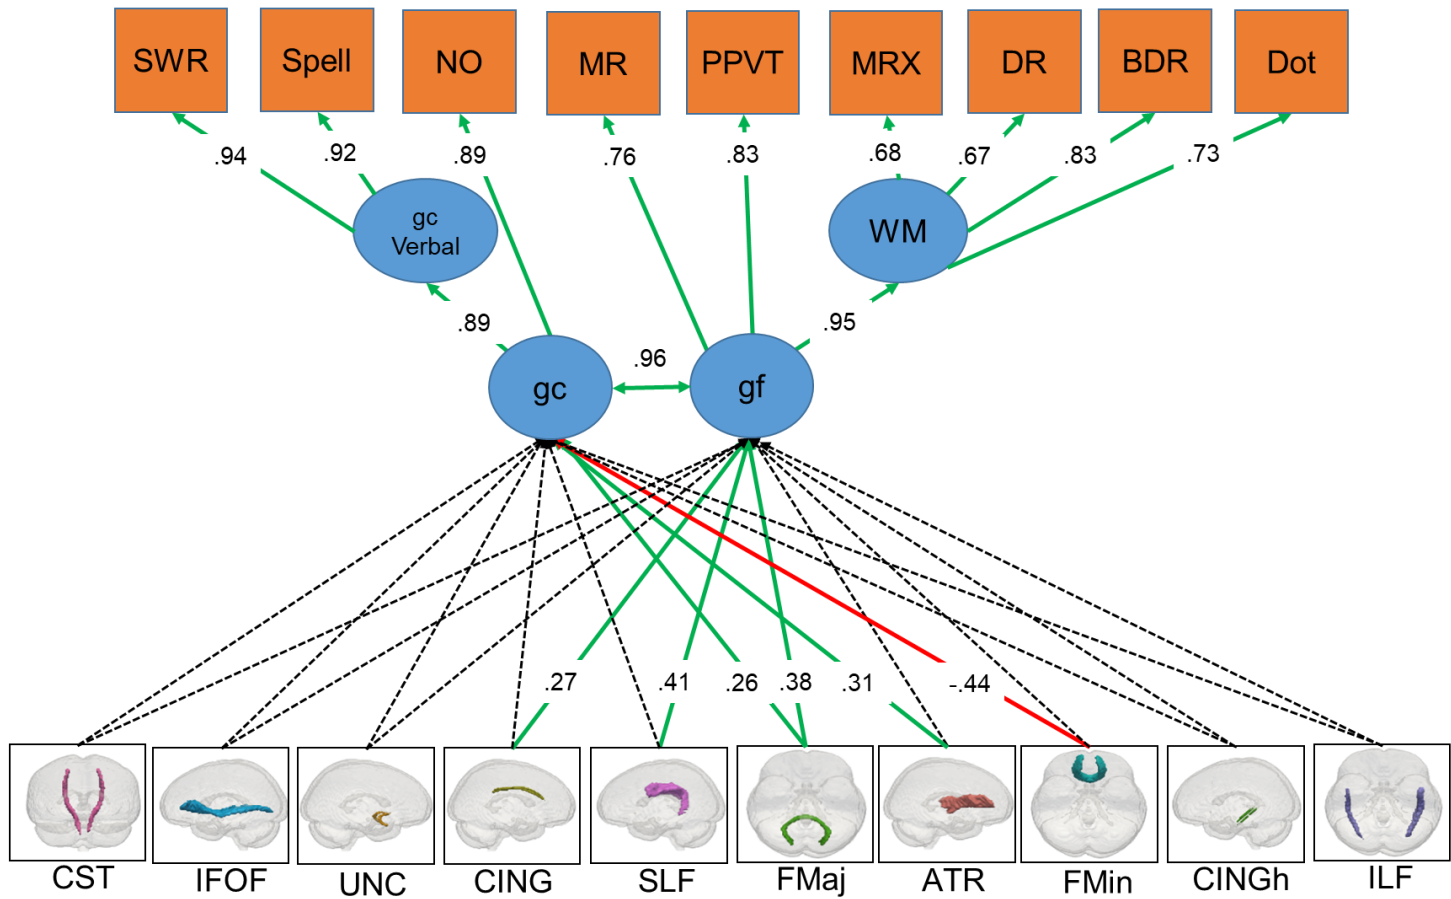 SWR
Spell
NO
MR
PPVT
MRX
DR
BDR
Dot
.94
.92
.89
.76
.83
.68
.67
.83
.73
gc
Verbal
WM
.89
.96
.95
gc
gf
.27
.41
.26
.38
.31
-.44
CST
IFOF
UNC
CING
SLF
FMaj
ATR
FMin
CINGh
ILF